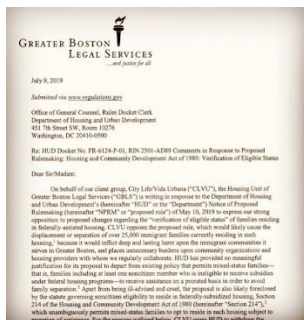 GREATER BOSTON
LEGAL SERVICES
...and justice for all
July 9, 2019
Submitted via www.regulations.gov
Office of General Counsel, Rules Docket Clerk
Department of Housing and Urban Development
451 7th Street SW, Room 10276
Washington, DC 20410-0500
Re: HUD Docket No. FR-6124-P-01, RIN 2501-AD89 Comments in Response to Proposed
Rulemaking: Housing and Community Development Act of 1980: Verification of Eligible Status
Dear Sir/Madam:
On behalf of our client group, City Life/Vida Urbana (“CLVU”), the Housing Unit of
Greater Boston Legal Services (“GBLS”) is writing in response to the Department of Housing
and Urban Development’s (hereinafter “HUD” or the “Department”) Notice of Proposed
Rulemaking (hereinafter “NPRM” or “proposed rule”) of May 10, 2019 to express our strong
opposition to proposed changes regarding the “verification of eligible status” of families residing
in federally-assisted housing. CLVU opposes the proposed rule, which would likely cause the
displacement or separation of over 25,000 immigrant families currently residing in such
housing,¹ because it would inflict deep and lasting harm upon the immigrant communities it
serves in Greater Boston, and places unnecessary burdens upon community organizations and
housing providers with whom we regularly collaborate. HUD has provided no meaningful
justification for its proposal to depart from existing policy that permits mixed-status families—
that is, families including at least one noncitizen member who is ineligible to receive subsidies
under federal housing programs—to receive assistance on a prorated basis in order to avoid
family separation.² Apart from being ill-advised and cruel, the proposal is also likely foreclosed
by the statute governing noncitizens eligibility to reside in federally-subsidized housing, Section
214 of the Housing and Community Development Act of 1980 (hereinafter “Section 214”),³
which unambiguously permits mixed-status families to opt to reside in such housing subject to